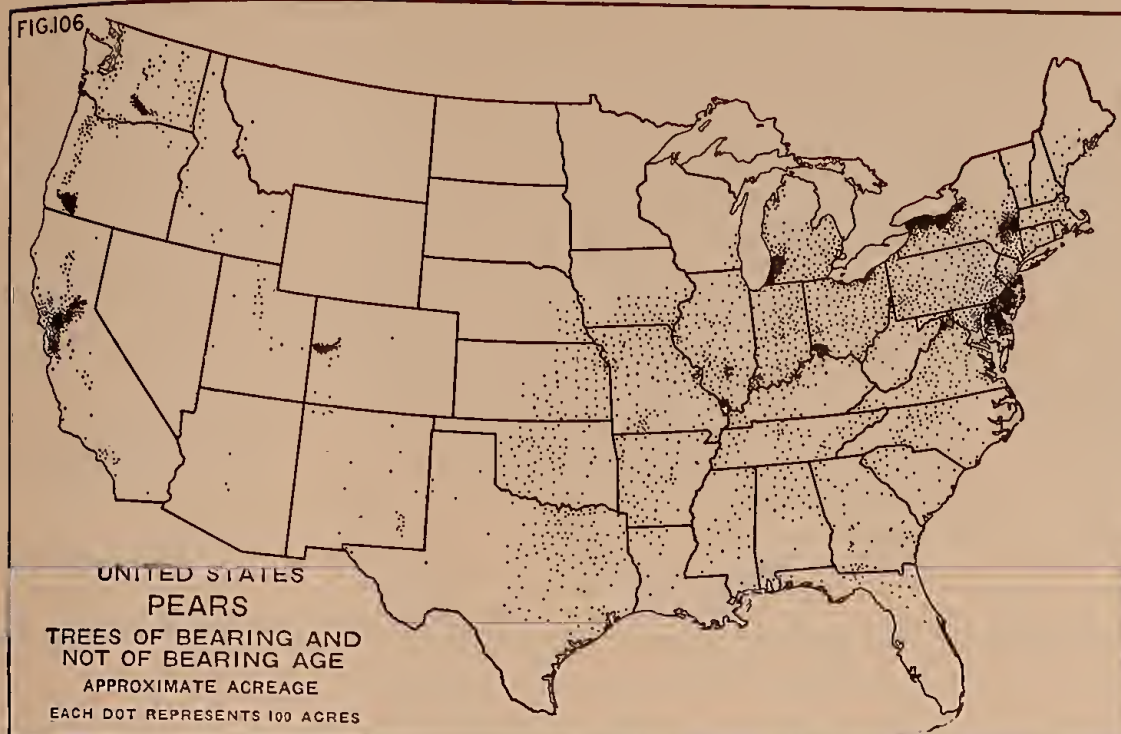 FIG.106
UNITED STATES
PEARS
TREES OF BEARING AND
NOT OF BEARING AGE
APPROXIMATE ACREAGE
EACH DOT REPRESENTS 100 ACRES